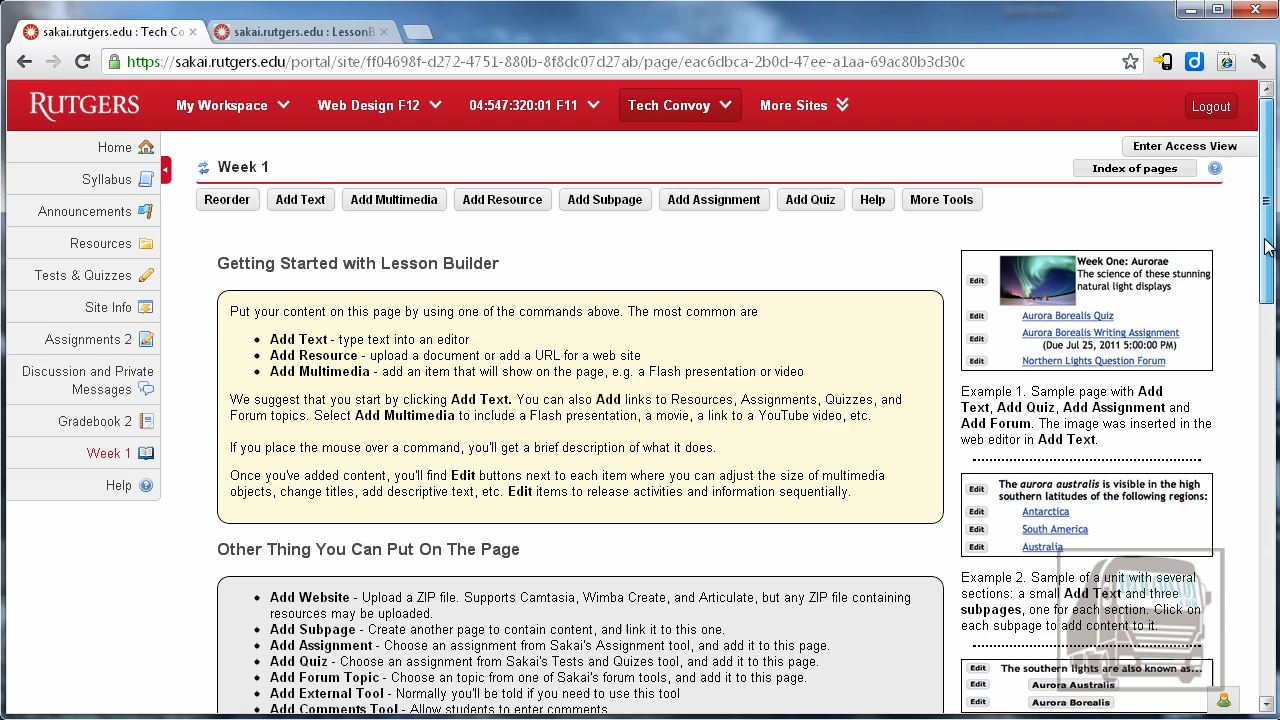 sakai.rutgers.edu : Tech Co
sakai.rutgers.edu : LessonB
https://sakai.rutgers.edu/portal/site/ff04698f-d272-4751-880b-8f8dc07d27ab/page/eac6dbca-2b0d-47ee-a1aa-69ac80b3d30c
RUTGERS
My Workspace
Web Design F12
04:547:320:01 F11
Tech Convoy
More Sites
Logout
Home
Syllabus
Announcements
Resources
Tests & Quizzes
Site Info
Assignments 2
Discussion and Private
Messages
Gradebook 2
Week 1
Help
Enter Access View
Week 1
Index of pages
Reorder
Add Text
Add Multimedia
Add Resource
Add Subpage
Add Assignment
Add Quiz
Help
More Tools
Getting Started with Lesson Builder
Put your content on this page by using one of the commands above. The most common are
Add Text - type text into an editor
Add Resource - upload a document or add a URL for a web site
Add Multimedia - add an item that will show on the page, e.g. a Flash presentation or video
We suggest that you start by clicking Add Text. You can also Add links to Resources, Assignments, Quizzes, and
Forum topics. Select Add Multimedia to include a Flash presentation, a movie, a link to a YouTube video, etc.
If you place the mouse over a command, you'll get a brief description of what it does.
Once you've added content, you'll find Edit buttons next to each item where you can adjust the size of multimedia
objects, change titles, add descriptive text, etc. Edit items to release activities and information sequentially.
Other Thing You Can Put On The Page
Add Website - Upload a ZIP file. Supports Camtasia, Wimba Create, and Articulate, but any ZIP file containing
resources may be uploaded.
Add Subpage - Create another page to contain content, and link it to this one.
Add Assignment - Choose an assignment from Sakai's Assignment tool, and add it to this page.
Add Quiz - Choose an assignment from Sakai's Tests and Quizes tool, and add it to this page.
Add Forum Topic - Choose an item from one of Sakai's forum tools, and add it to this page.
Add External Tool - Normally you'll be told if you need to use this tool
Add Comments Tool - Allow students to enter comments
Edit
Week One: Aurorae
The science of these stunning
natural light displays
Edit
Aurora Borealis Quiz
Edit
Aurora Borealis Writing Assignment
(Due Jul 25, 2011 5:00:00 PM)
Edit
Northern Lights Question Forum
Example 1. Sample page with Add
Text, Add Quiz, Add Assignment and
Add Forum. The image was inserted in the
web editor in Add Text.
Edit
The aurora australis is visible in the high
southern latitudes of the following regions:
Edit
Antarctica
Edit
South America
Edit
Australia
Example 2. Sample of a unit with several
sections: a small Add Text and three
subpages, one for each section. Click on
each subpage to add content to it.
Edit
The southern lights are also known as...
Edit
Aurora Australis
Edit
Aurora Borealis